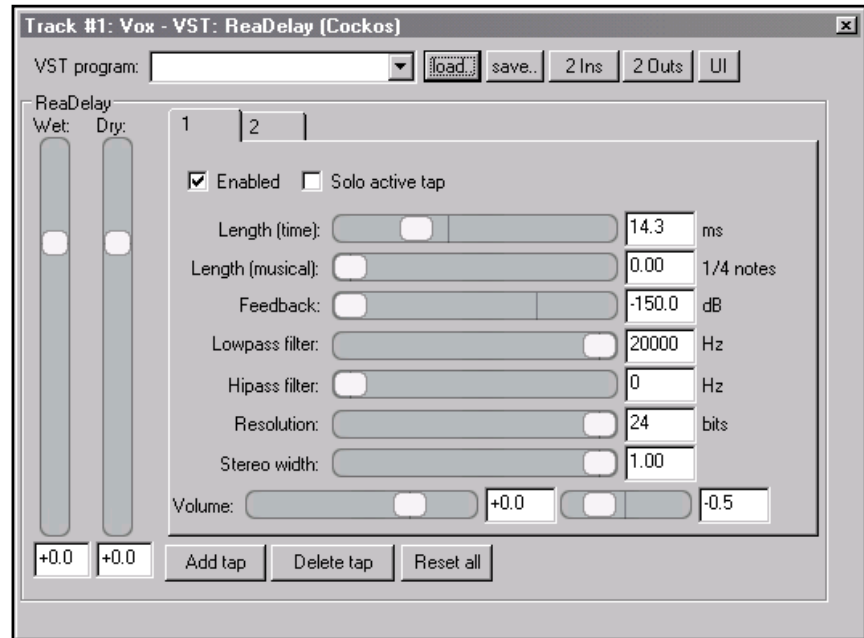 Track #1: Vox - VST: ReaDelay (Cockos)
VST program: load.. save.. 2 Ins 2 Outs UI
ReaDelay
Wet: Dry:
1 2
Enabled Solo active tap
Length (time): 14.3 ms
Length (musical): 0.00 1/4 notes
Feedback: -150.0 dB
Lowpass filter: 20000 Hz
Hipass filter: 0 Hz
Resolution: 24 bits
Stereo width: 1.00
Volume: +0.0 -0.5
+0.0 +0.0 Add tap Delete tap Reset all